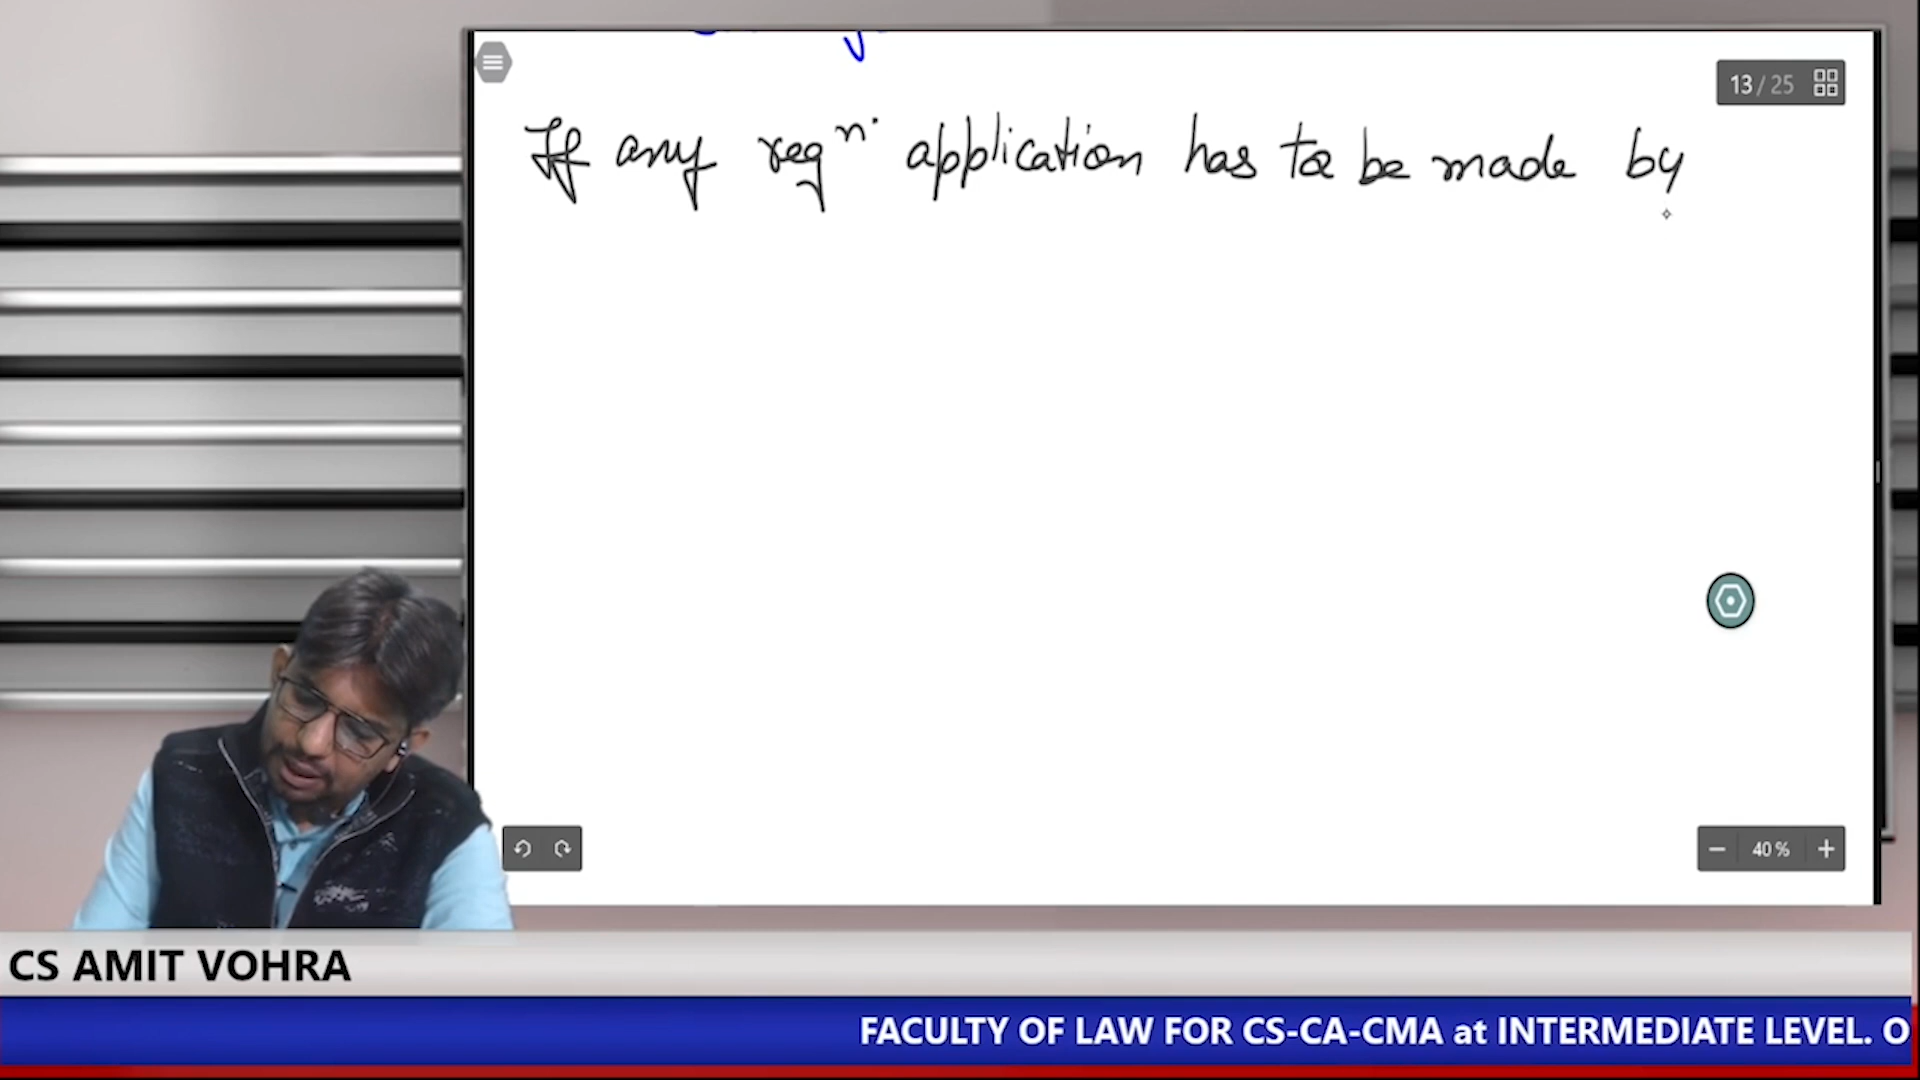 13 / 25
If any regⁿ. application has to be made by
40 %
CS AMIT VOHRA
FACULTY OF LAW FOR CS-CA-CMA at INTERMEDIATE LEVEL. O